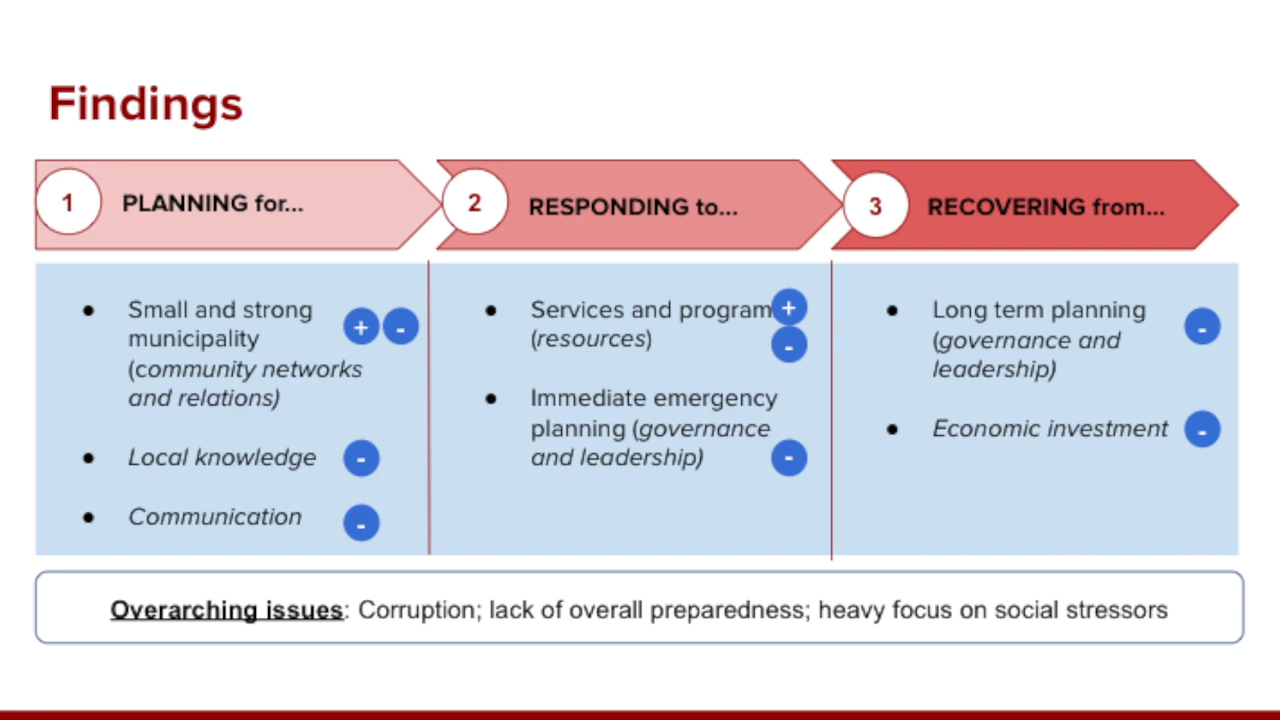 Findings
1
PLANNING for...
2
RESPONDING to...
3
RECOVERING from...
● Small and strong
municipality
(community networks
and relations)
+ -
● Local knowledge -
● Communication -
● Services and program +
(resources) -
● Immediate emergency
planning (governance
and leadership) -
● Long term planning
(governance and
leadership)
-
● Economic investment -
Overarching issues: Corruption; lack of overall preparedness; heavy focus on social stressors